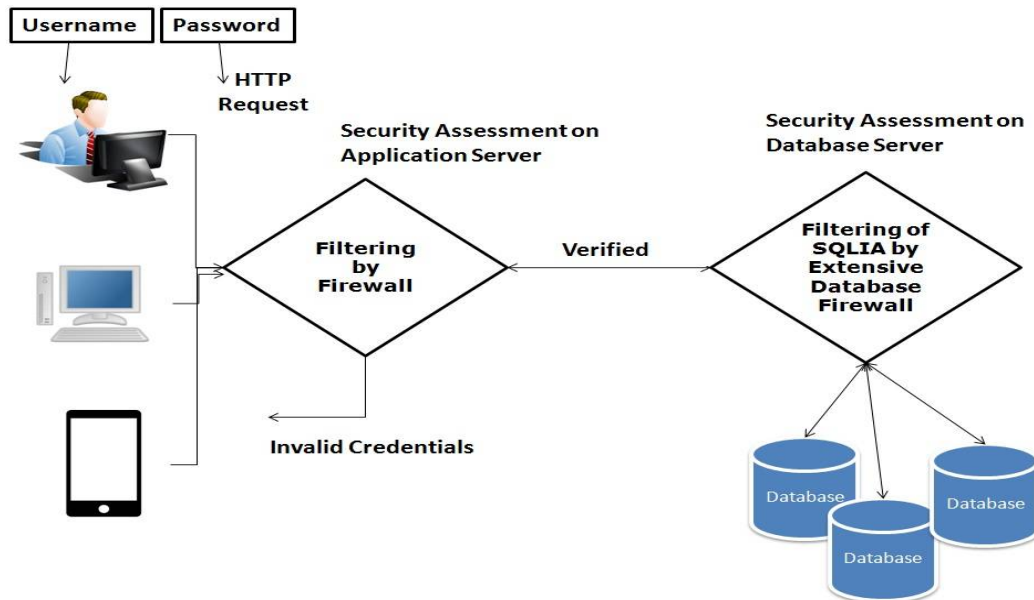 Username
Password
HTTP
Request
Security Assessment on
Application Server
Security Assessment on
Database Server
Filtering
by
Firewall
Verified
Filtering of
SQLIA by
Extensive
Database
Firewall
Invalid Credentials
Database
Database
Database